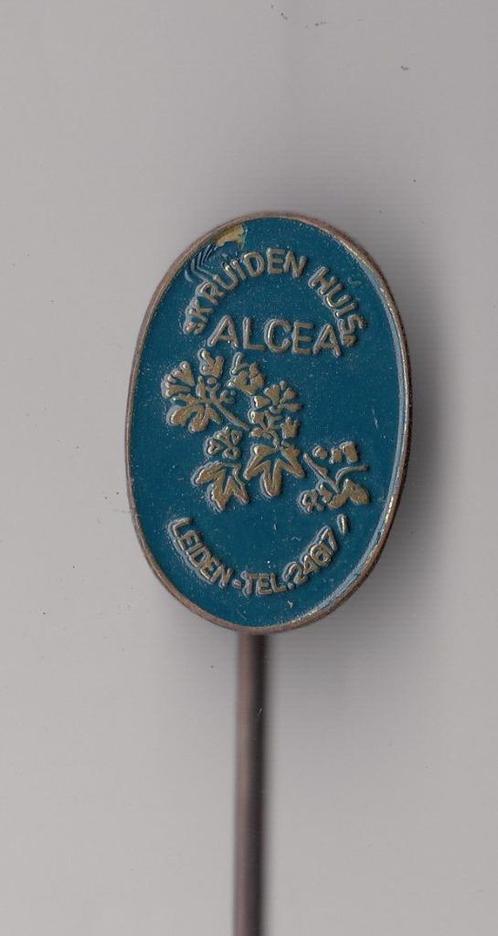 "KRUIDEN HUIS"
ALCEA
LEIDEN - TEL: 24617